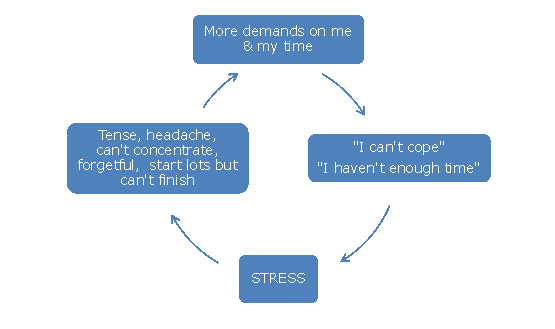 More demands on me
& my time
"I can't cope"
"I haven't enough time"
STRESS
Tense, headache,
can't concentrate,
forgetful,  start lots but
can't finish